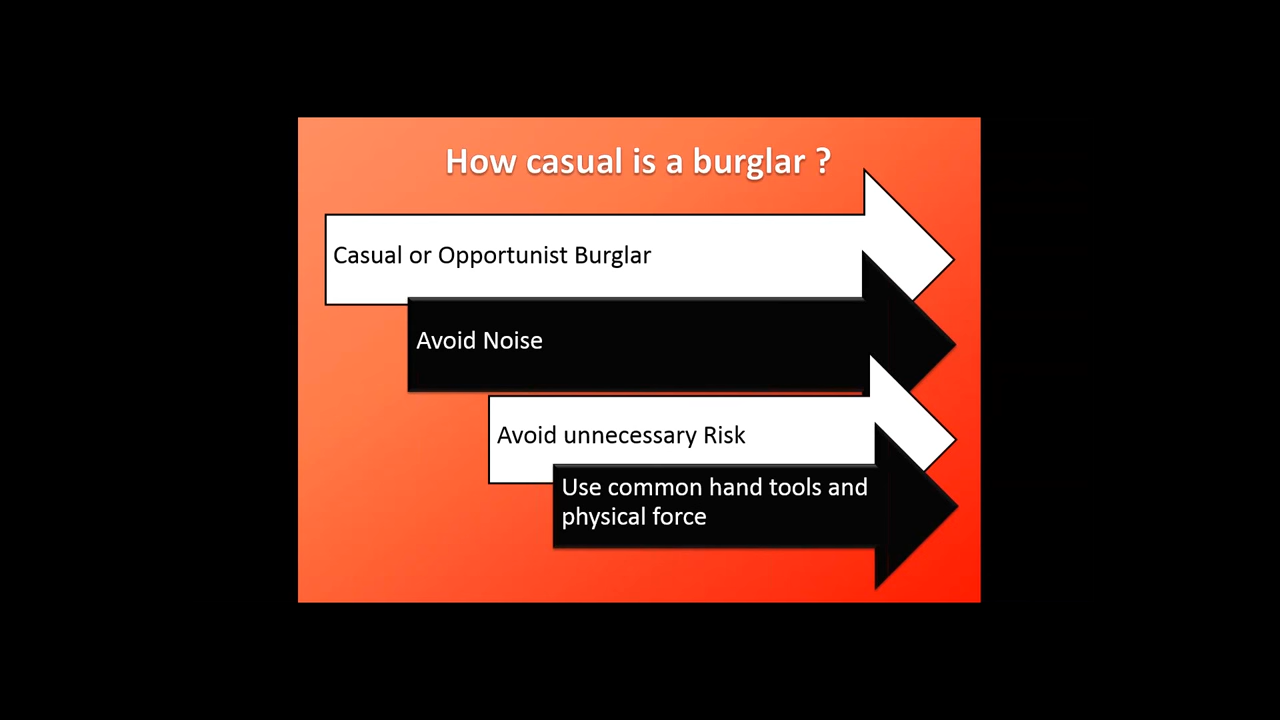 How casual is a burglar ?
Casual or Opportunist Burglar
Avoid Noise
Avoid unnecessary Risk
Use common hand tools and
physical force